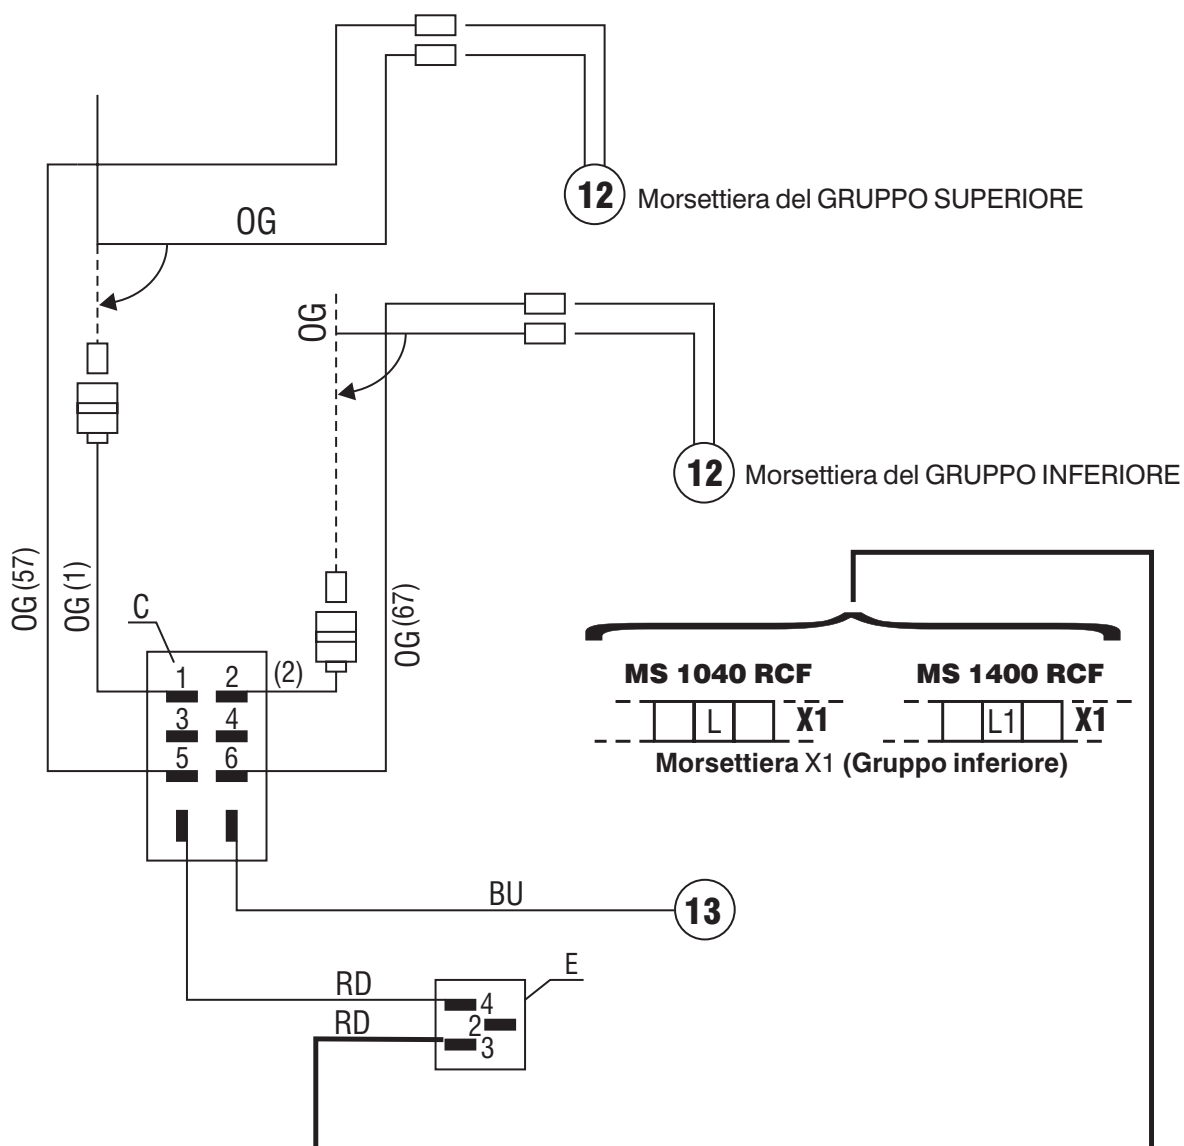 12 Morsettiera del GRUPPO SUPERIORE
OG
OG
12 Morsettiera del GRUPPO INFERIORE
OG (57)
OG (1)
OG (67)
C
1 2 (2)
3 4
5 6
MS 1040 RCF MS 1400 RCF
L X1 L1 X1
Morsettiera X1 (Gruppo inferiore)
BU 13
E
RD 4
RD 2
3